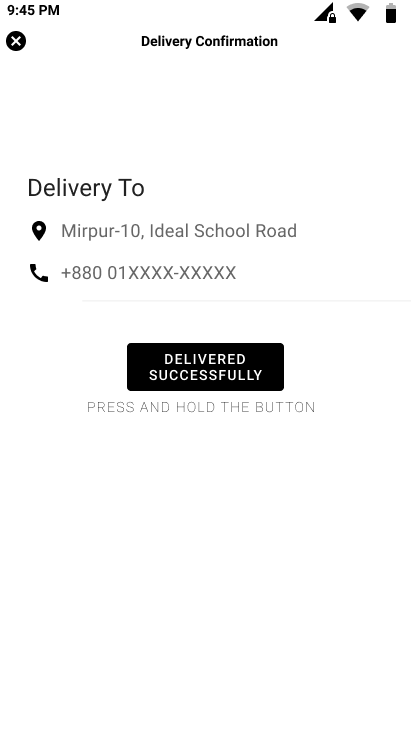 9:45 PM
Delivery Confirmation
Delivery To
Mirpur-10, Ideal School Road
+880 01XXXX-XXXXX
DELIVERED
SUCCESSFULLY
PRESS AND HOLD THE BUTTON